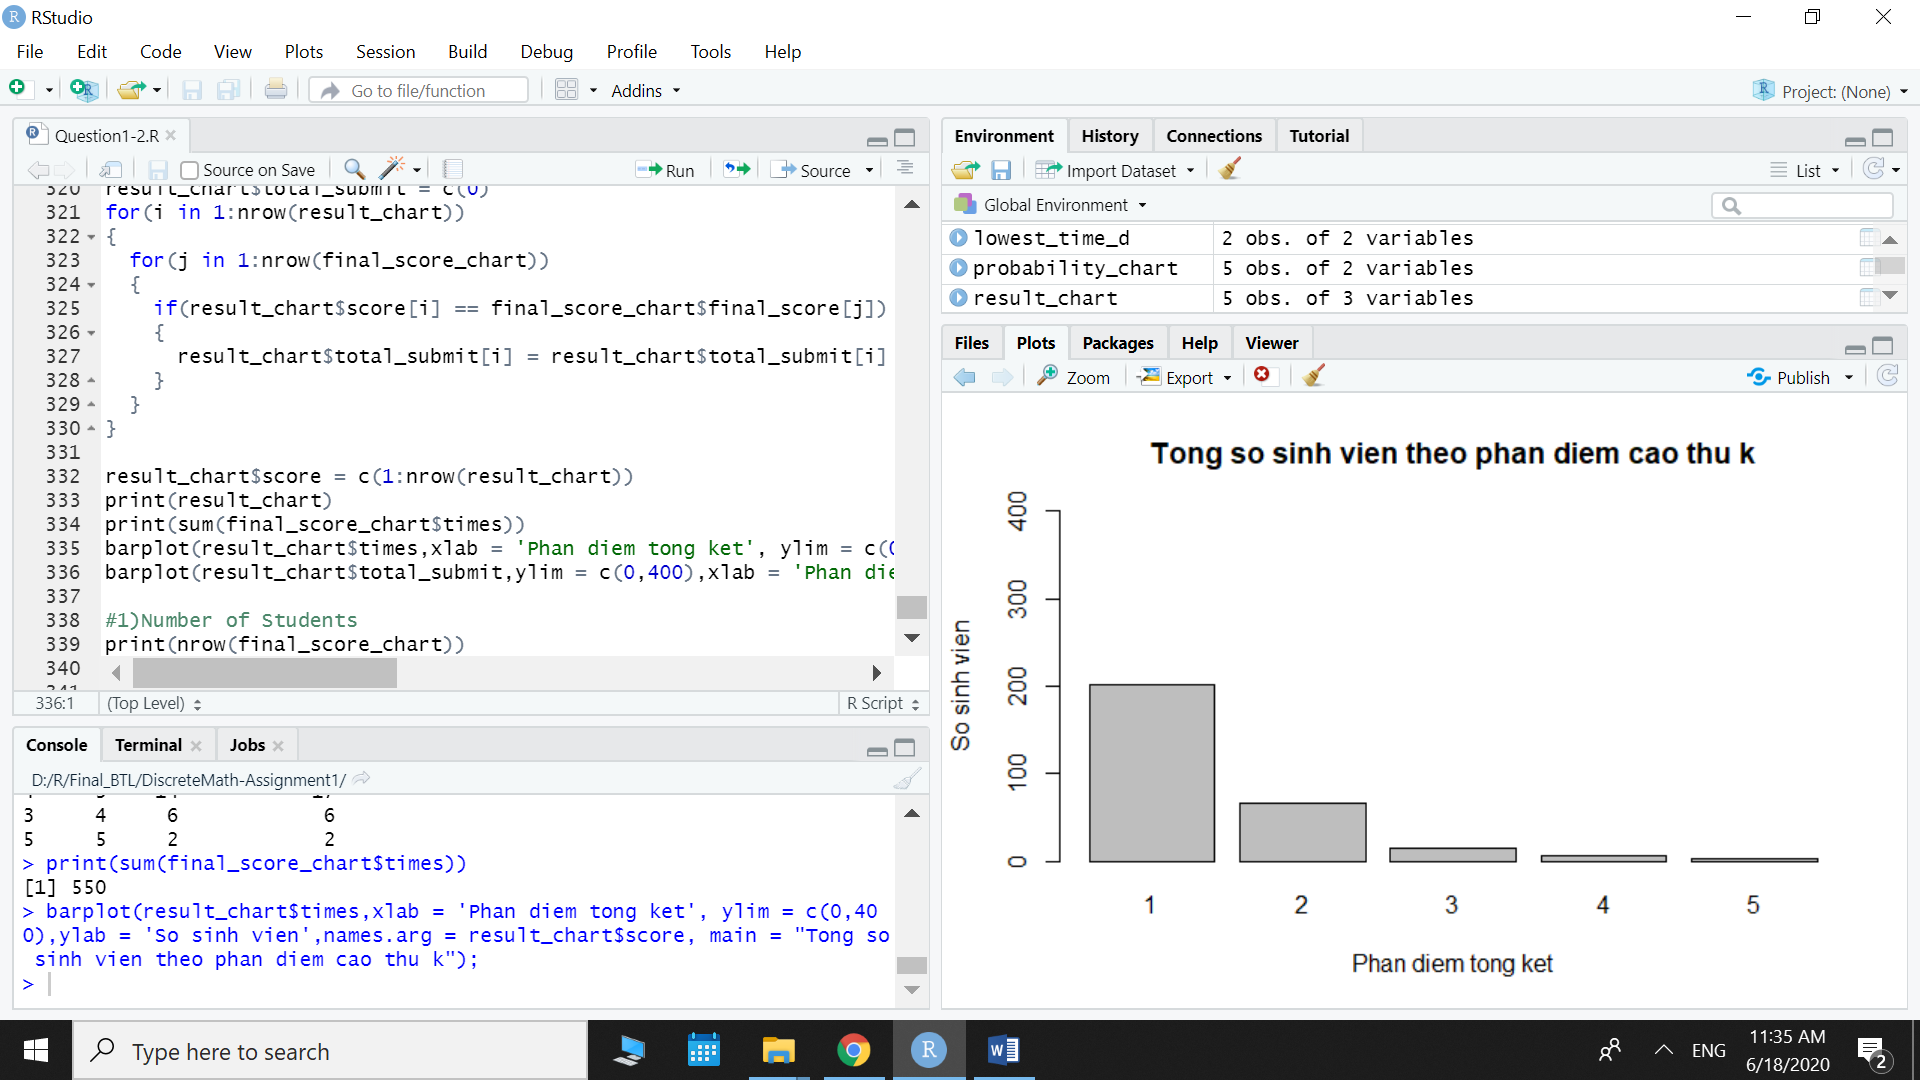 RStudio
File Edit Code View Plots Session Build Debug Profile Tools Help
Go to file/function Addins Project: (None)
Question1-2.R
Source on Save Run Source
320 result_chart$total_submit = c(0)
321 for(i in 1:nrow(result_chart))
322 {
323 for(j in 1:nrow(final_score_chart))
324 {
325 if(result_chart$score[i] == final_score_chart$final_score[j])
326 {
327 result_chart$total_submit[i] = result_chart$total_submit[i]
328 }
329 }
330 }
331
332 result_chart$score = c(1:nrow(result_chart))
333 print(result_chart)
334 print(sum(final_score_chart$times))
335 barplot(result_chart$times,xlab = 'Phan diem tong ket', ylim = c(0
336 barplot(result_chart$total_submit,ylim = c(0,400),xlab = 'Phan die
337
338 #1)Number of Students
339 print(nrow(final_score_chart))
340
341
336:1 (Top Level) R Script
Console Terminal Jobs
D:/R/Final_BTL/DiscreteMath-Assignment1/
3 4 6 6
5 5 2 2
> print(sum(final_score_chart$times))
[1] 550
> barplot(result_chart$times,xlab = 'Phan diem tong ket', ylim = c(0,40
0),ylab = 'So sinh vien',names.arg = result_chart$score, main = "Tong so
sinh vien theo phan diem cao thu k");
>
Environment History Connections Tutorial
Import Dataset List
Global Environment
lowest_time_d 2 obs. of 2 variables
probability_chart 5 obs. of 2 variables
result_chart 5 obs. of 3 variables
Files Plots Packages Help Viewer
Zoom Export Publish
Tong so sinh vien theo phan diem cao thu k
So sinh vien
400
300
200
100
0
1 2 3 4 5
Phan diem tong ket
Type here to search
ENG
11:35 AM
6/18/2020
2